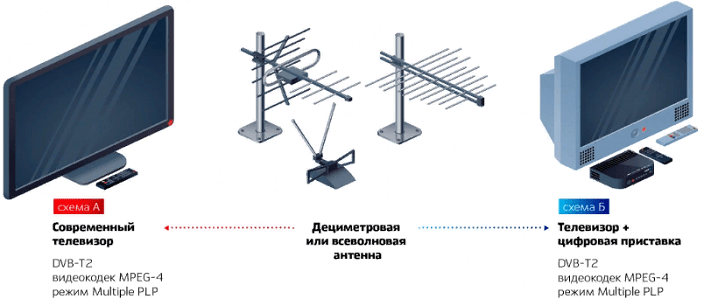 схема А
Современный
телевизор
DVB-T2
видеокодек MPEG-4
режим Multiple PLP
Дециметровая
или всеволновая
антенна
схема Б
Телевизор +
цифровая приставка
DVB-T2
видеокодек MPEG-4
режим Multiple PLP